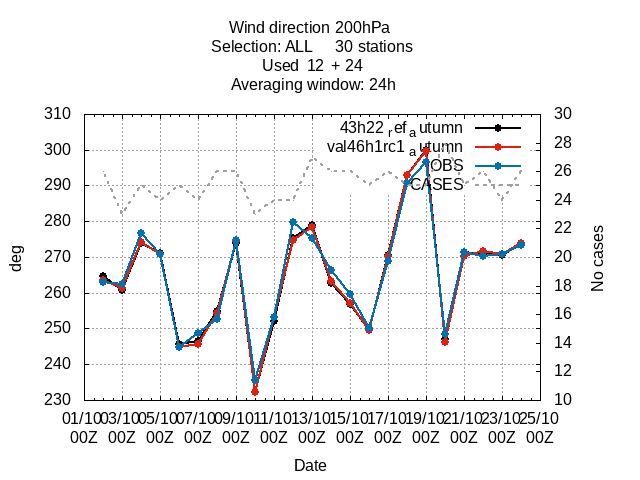 Wind direction 200hPa
Selection: ALL 30 stations
Used 12 + 24
Averaging window: 24h
310 30
300 28
290 26
280 24
270 22
260 20
250 18
240 16
230 14
12
10
43h22 refa utumn
val46h1rc1 a utumn
OBS
CASES
deg
No cases
01/10 03/10 05/10 07/10 09/10 11/10 13/10 15/10 17/10 19/10 21/10 23/10 25/10
00Z 00Z 00Z 00Z 00Z 00Z 00Z 00Z 00Z 00Z 00Z 00Z 00Z
Date